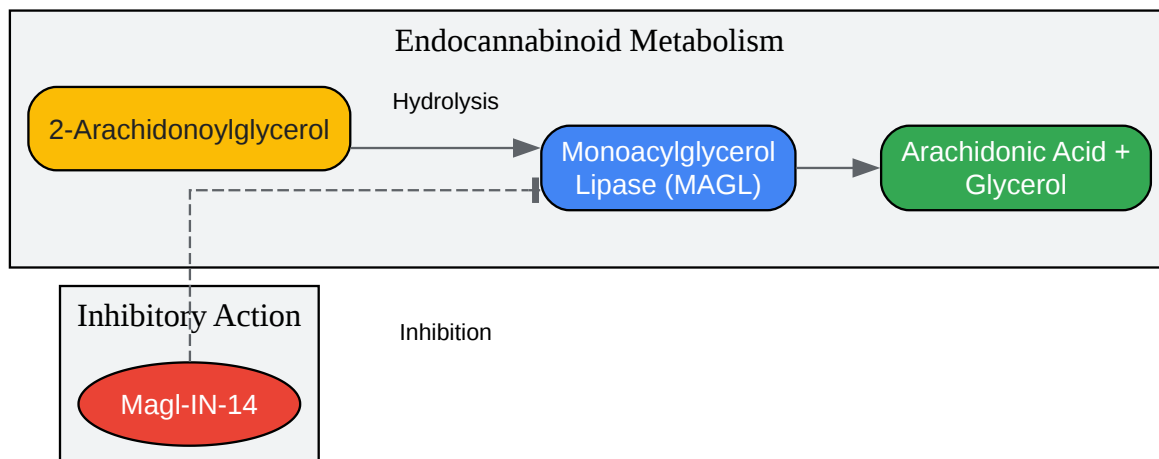 Endocannabinoid Metabolism
Hydrolysis
2-Arachidonoylglycerol
Monoacylglycerol
Lipase (MAGL)
Arachidonic Acid +
Glycerol
Inhibitory Action
Inhibition
Magl-IN-14